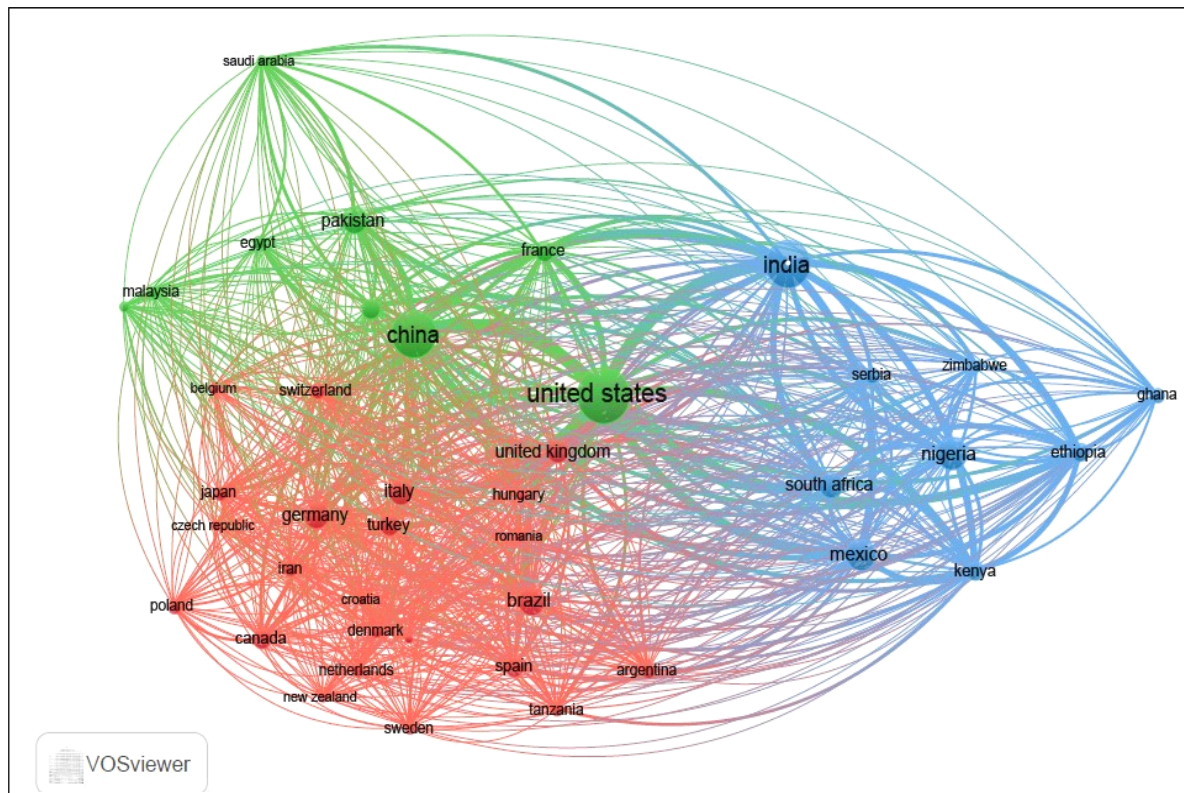 saudi arabia
pakistan
egypt
france
india
malaysia
china
serbia
zimbabwe
belgium
switzerland
united states
ghana
united kingdom
nigeria
ethiopia
japan
italy
hungary
south africa
czech republic
germany
turkey
romania
mexico
iran
kenya
poland
croatia
brazil
canada
denmark
netherlands
spain
argentina
new zealand
tanzania
sweden
VOSviewer